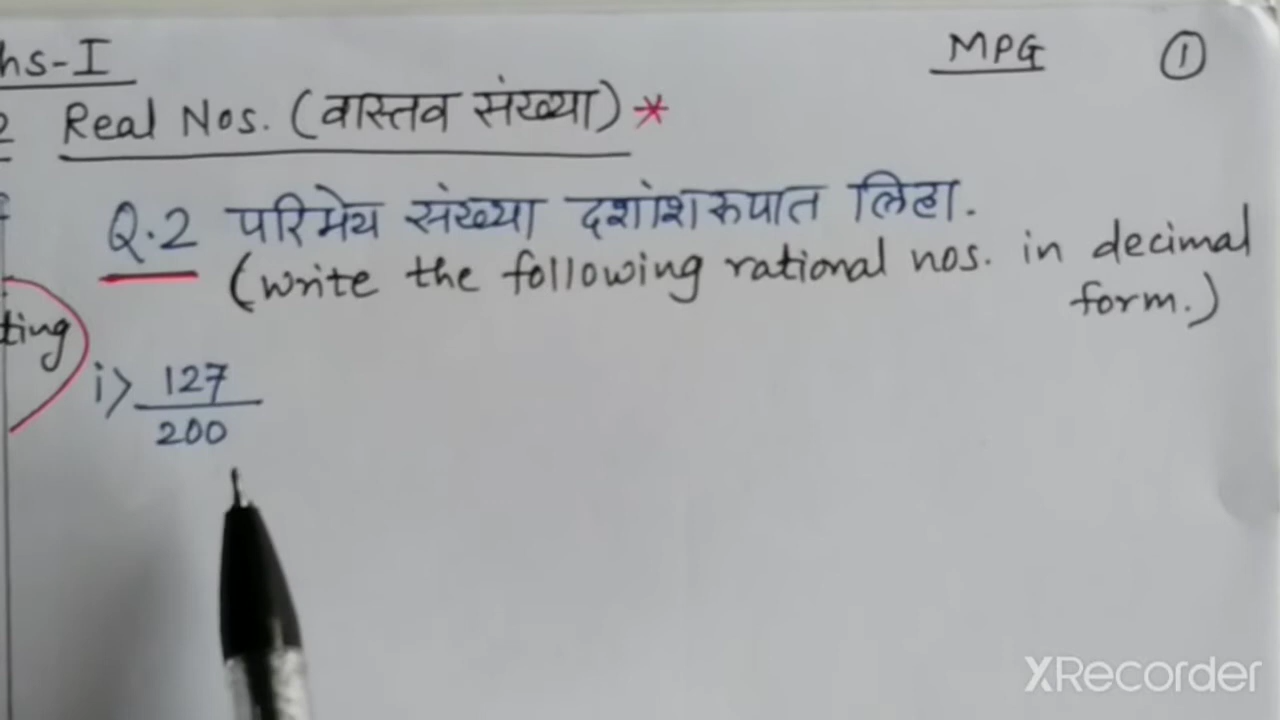 hs-I
MPG ①
2 Real Nos. (वास्तव संख्या) *
Q.2 परिमेय संख्या दशांशरुपात लिहा.
(write the following rational nos. in decimal
form.)
ting
i> 127
200
XRecorder